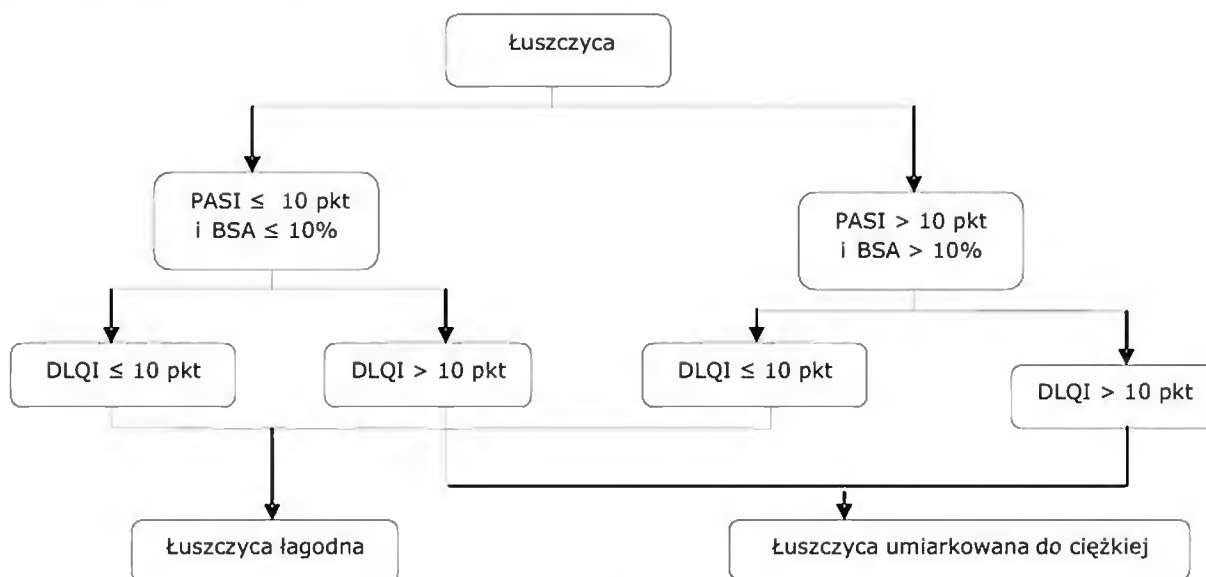 Łuszczyca
PASI ≤ 10 pkt
i BSA ≤ 10%
PASI > 10 pkt
i BSA > 10%
DLQI ≤ 10 pkt
DLQI > 10 pkt
DLQI ≤ 10 pkt
DLQI > 10 pkt
Łuszczyca łagodna
Łuszczyca umiarkowana do ciężkiej